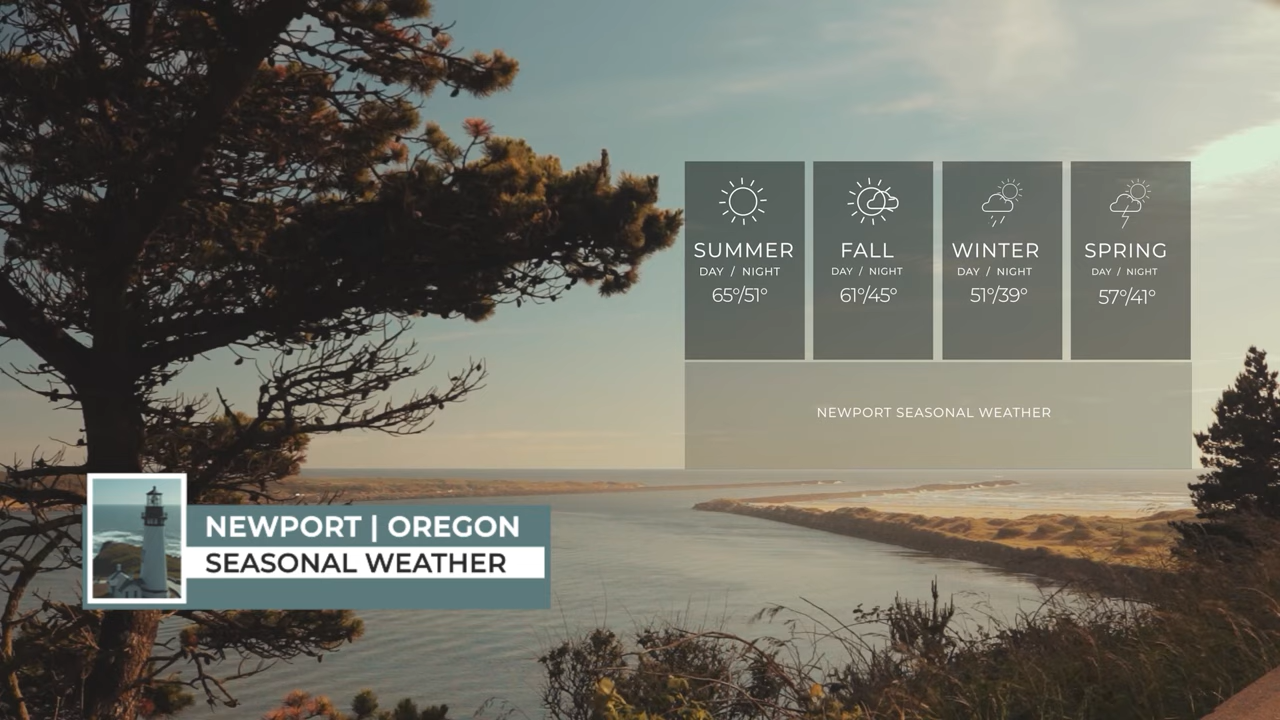 SUMMER
DAY / NIGHT
65°/51°
FALL
DAY / NIGHT
61°/45°
WINTER
DAY / NIGHT
51°/39°
SPRING
DAY / NIGHT
57°/41°
NEWPORT SEASONAL WEATHER
NEWPORT | OREGON
SEASONAL WEATHER